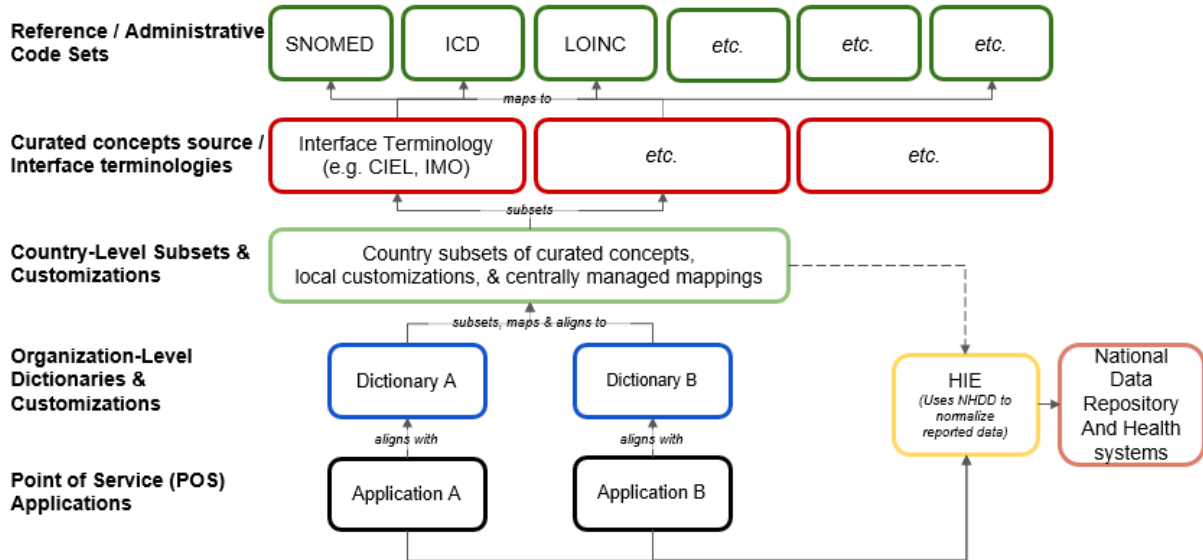 Reference / Administrative
Code Sets
SNOMED
ICD
LOINC
etc.
etc.
etc.
maps to
Curated concepts source /
Interface terminologies
Interface Terminology
(e.g. CIEL, IMO)
etc.
etc.
subsets
Country-Level Subsets &
Customizations
Country subsets of curated concepts,
local customizations, & centrally managed mappings
subsets, maps & aligns to
Organization-Level
Dictionaries &
Customizations
Dictionary A
Dictionary B
HIE
(Uses NHDD to
normalize
reported data)
National
Data
Repository
And Health
systems
aligns with
aligns with
Point of Service (POS)
Applications
Application A
Application B